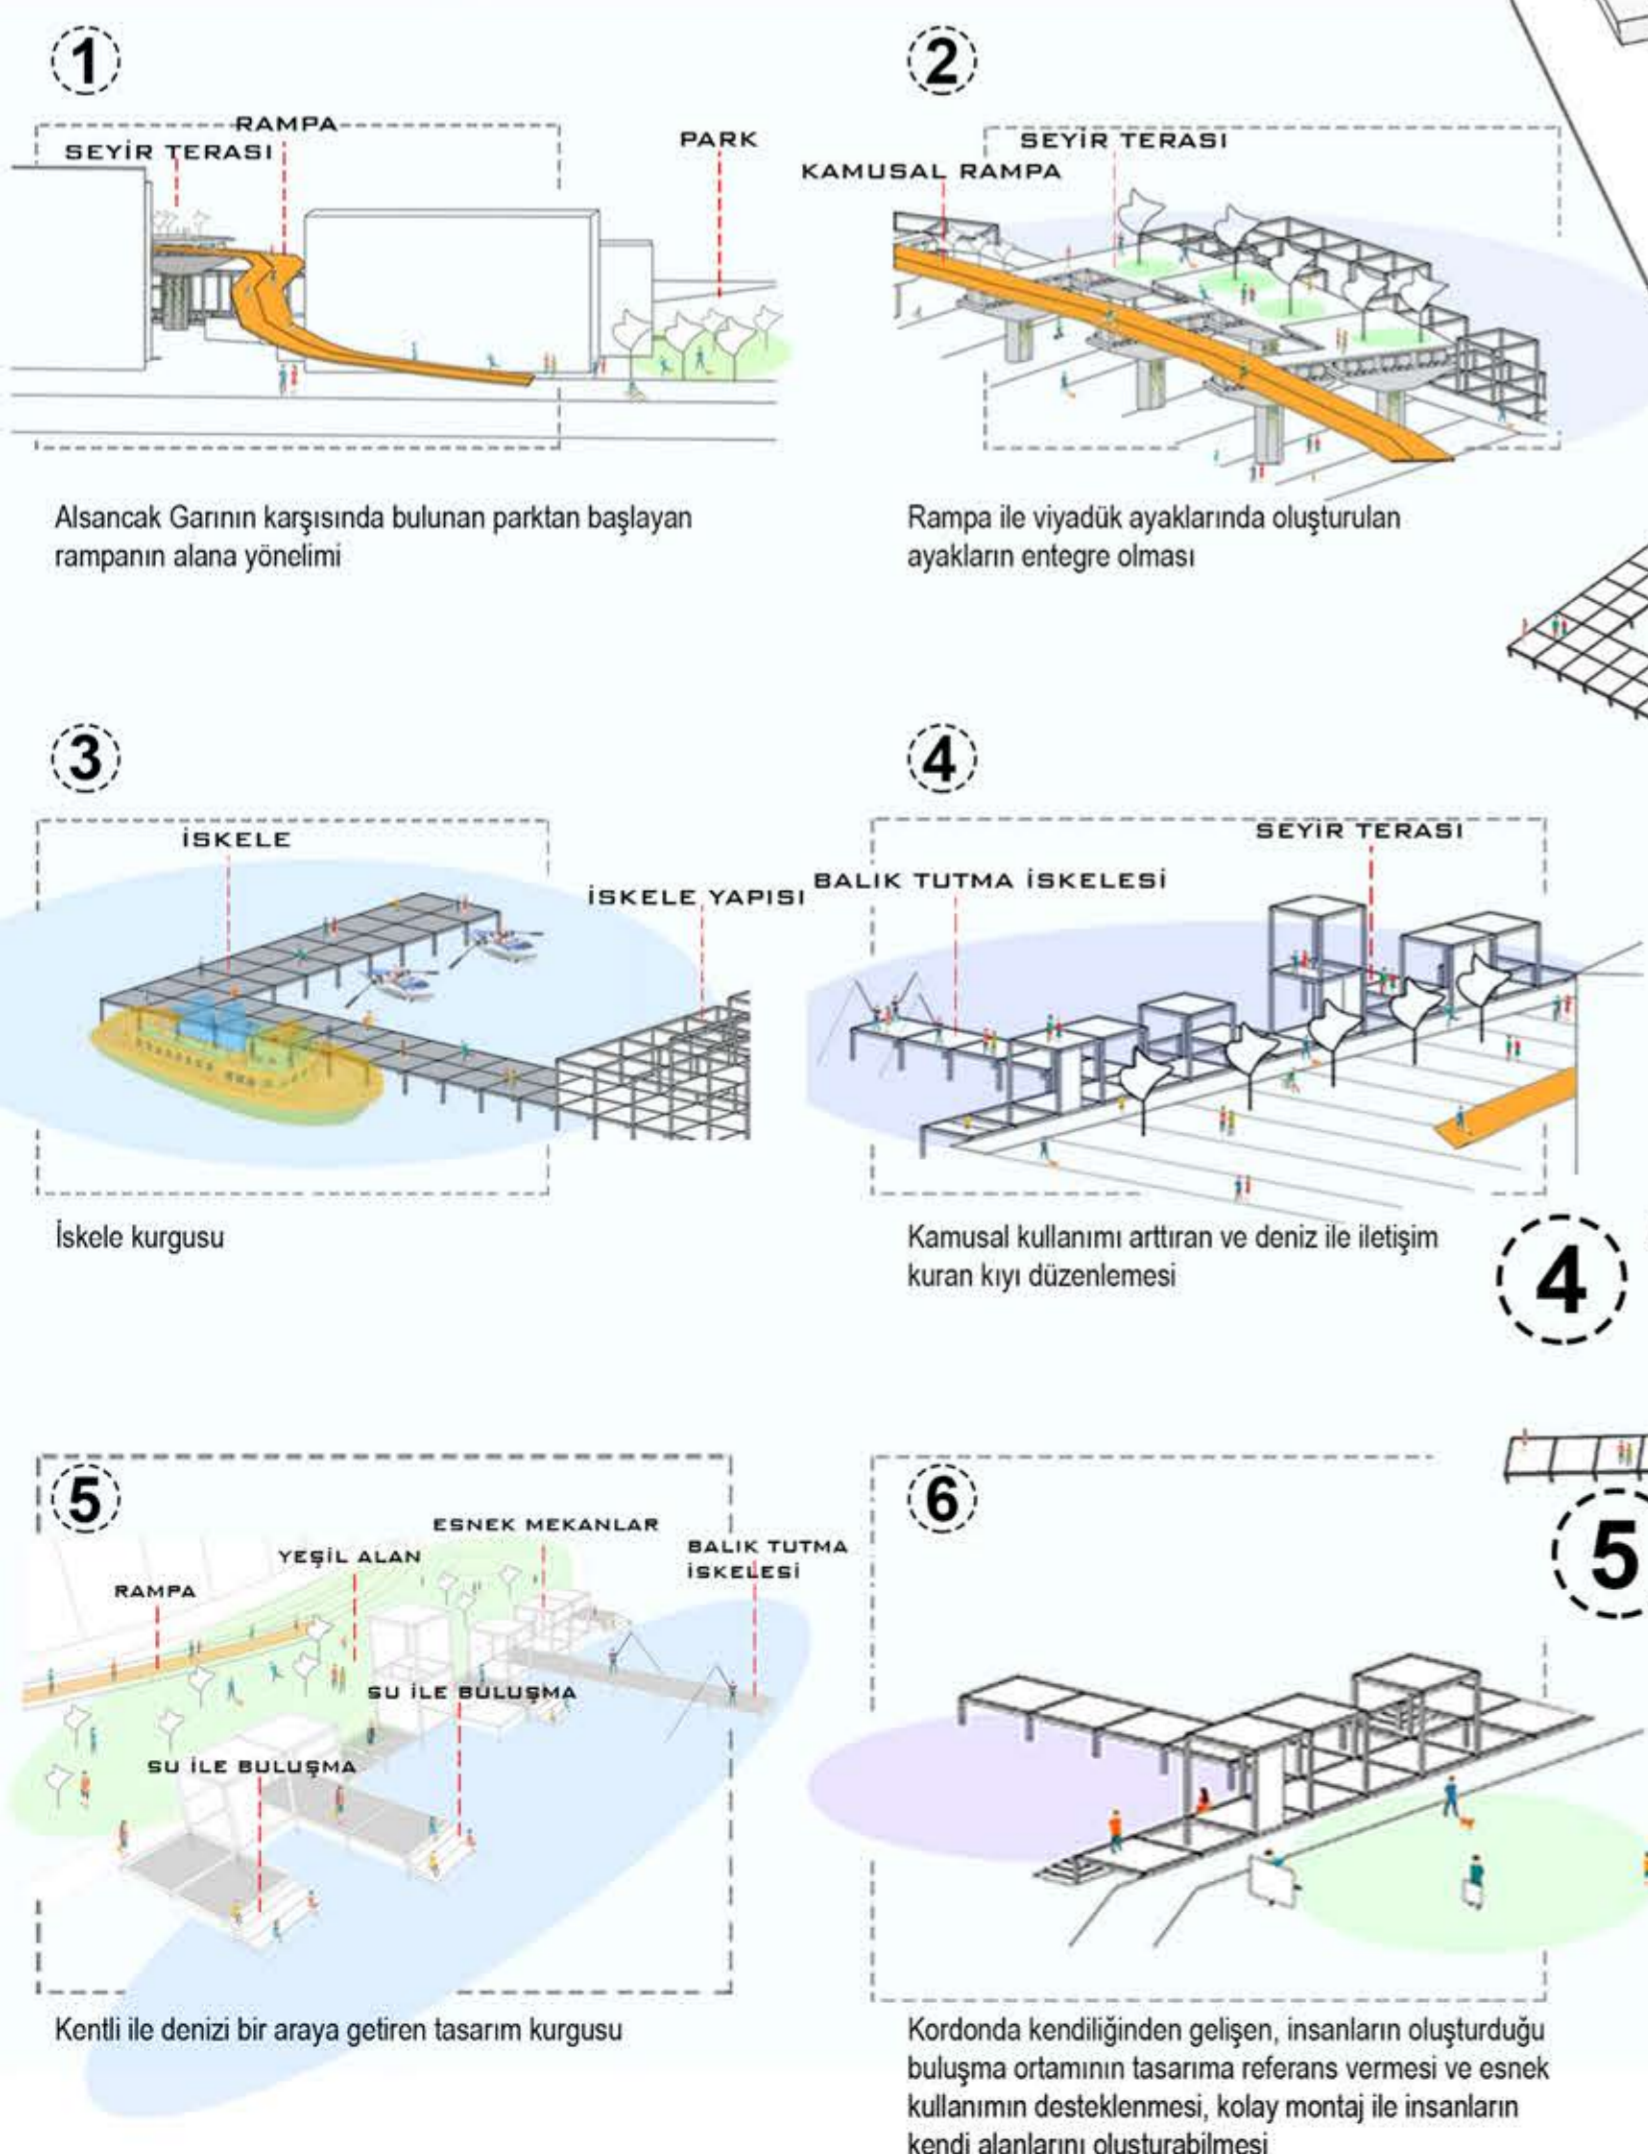 1
RAMPA
SEYİR TERASI
PARK
Alsancak Garının karşısında bulunan parktan başlayan
rampanın alana yönelimi
2
SEYİR TERASI
KAMUSAL RAMPA
Rampa ile viyadük ayaklarında oluşturulan
ayakların entegre olması
3
İSKELE
İSKELE YAPISI
İskele kurgusu
4
SEYİR TERASI
BALIK TUTMA İSKELESİ
Kamusal kullanımı arttıran ve deniz ile iletişim
kuran kıyı düzenlemesi
4
5
ESNEK MEKANLAR
YEŞİL ALAN
BALIK TUTMA
İSKELESİ
RAMPA
SU İLE BULUŞMA
SU İLE BULUŞMA
Kentli ile denizi bir araya getiren tasarım kurgusu
6
5
Kordonda kendiliğinden gelişen, insanların oluşturduğu
buluşma ortamının tasarıma referans vermesi ve esnek
kullanımın desteklenmesi, kolay montaj ile insanların
kendi alanlarını oluşturabilmesi